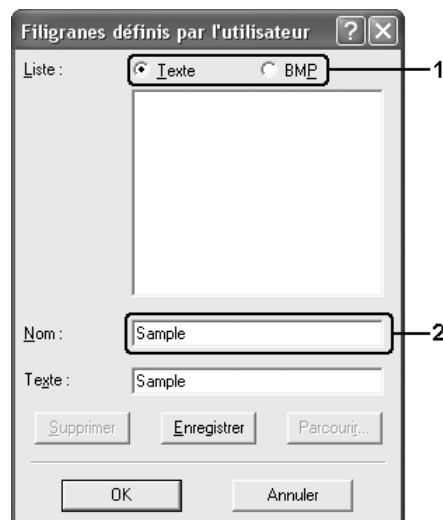 Filigranes définis par l'utilisateur
Liste : Texte BMP 1
Nom : Sample 2
Texte : Sample
Supprimer Enregistrer Parcourir...
OK Annuler